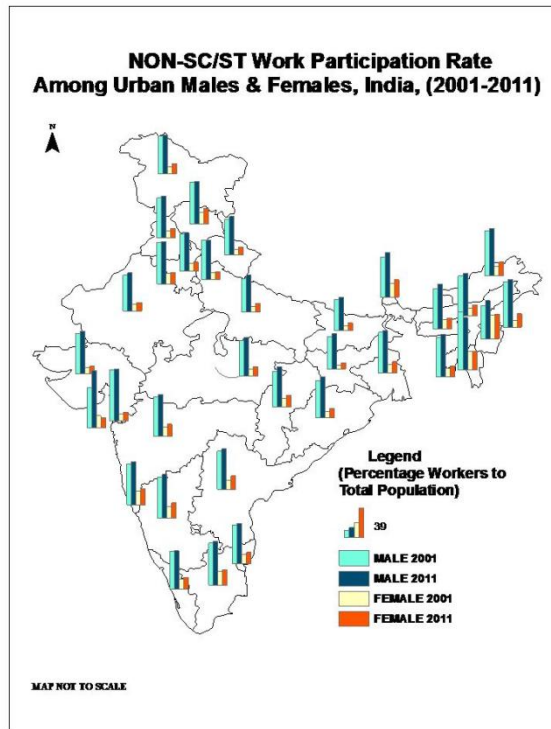 NON-SC/ST Work Participation Rate
Among Urban Males & Females, India, (2001-2011)
N
Legend
(Percentage Workers to
Total Population)
39
MALE 2001
MALE 2011
FEMALE 2001
FEMALE 2011
MAP NOT TO SCALE